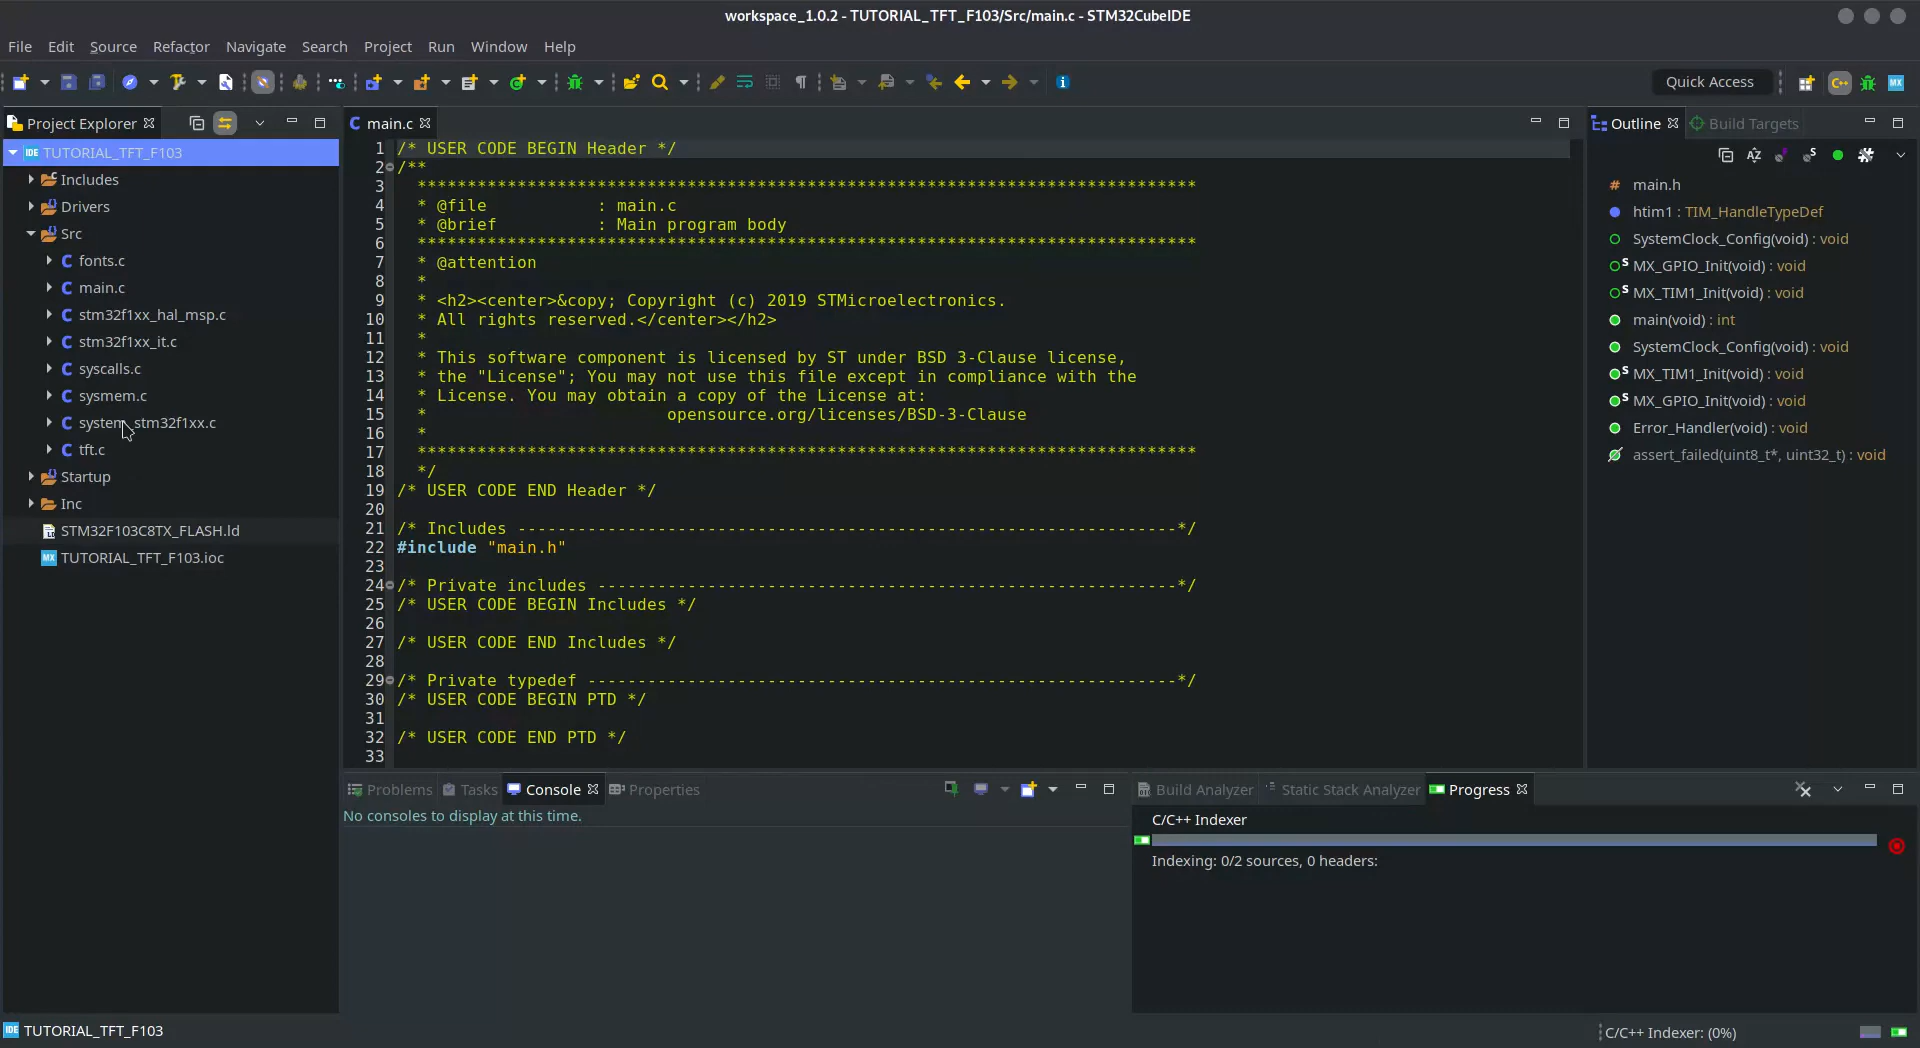 workspace_1.0.2 - TUTORIAL_TFT_F103/Src/main.c - STM32CubeIDE
File Edit Source Refactor Navigate Search Project Run Window Help
Quick Access
Project Explorer
TUTORIAL_TFT_F103
Includes
Drivers
Src
fonts.c
main.c
stm32f1xx_hal_msp.c
stm32f1xx_it.c
syscalls.c
sysmem.c
system_stm32f1xx.c
tft.c
Startup
Inc
STM32F103C8TX_FLASH.ld
TUTORIAL_TFT_F103.ioc
main.c
1 /* USER CODE BEGIN Header */
2 /**
3 ******************************************************************************
4 * @file : main.c
5 * @brief : Main program body
6 ******************************************************************************
7 * @attention
8 *
9 * <h2><center>&copy; Copyright (c) 2019 STMicroelectronics.
10 * All rights reserved.</center></h2>
11 *
12 * This software component is licensed by ST under BSD 3-Clause license,
13 * the "License"; You may not use this file except in compliance with the
14 * License. You may obtain a copy of the License at:
15 * opensource.org/licenses/BSD-3-Clause
16 *
17 ******************************************************************************
18 */
19 /* USER CODE END Header */
20
21 /* Includes ------------------------------------------------------------------*/
22 #include "main.h"
23
24 /* Private includes ----------------------------------------------------------*/
25 /* USER CODE BEGIN Includes */
26
27 /* USER CODE END Includes */
28
29 /* Private typedef -----------------------------------------------------------*/
30 /* USER CODE BEGIN PTD */
31
32 /* USER CODE END PTD */
33
Outline Build Targets
main.h
htim1 : TIM_HandleTypeDef
SystemClock_Config(void) : void
MX_GPIO_Init(void) : void
MX_TIM1_Init(void) : void
main(void) : int
SystemClock_Config(void) : void
MX_TIM1_Init(void) : void
MX_GPIO_Init(void) : void
Error_Handler(void) : void
assert_failed(uint8_t*, uint32_t) : void
Problems Tasks Console Properties
No consoles to display at this time.
Build Analyzer Static Stack Analyzer Progress
C/C++ Indexer
Indexing: 0/2 sources, 0 headers:
TUTORIAL_TFT_F103
C/C++ Indexer: (0%)